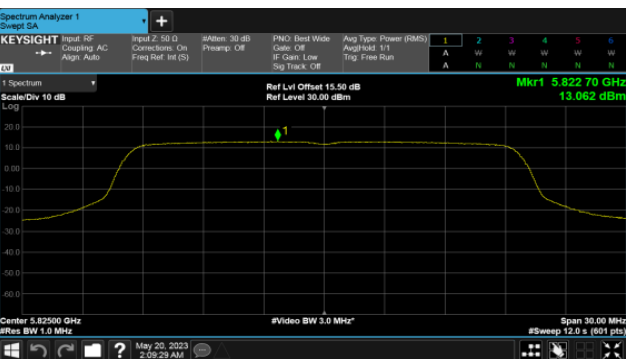 Spectrum Analyzer 1
Swept SA
+
KEYSIGHT Input: RF Input Z: 50 Ω #Atten: 30 dB PNO: Best Wide Avg Type: Power (RMS) 1 2 3 4 5 6
Coupling: AC Corrections: On Preamp: Off Gate: Off Avg|Hold: 1/1 A W W W W W
Align: Auto Freq Ref: Int (S) IF Gain: Low Trig: Free Run
Sig Track: Off A N N N N N
LXI
1 Spectrum Ref Lvl Offset 15.50 dB Mkr1 5.822 70 GHz
Scale/Div 10 dB Ref Level 30.00 dBm 13.062 dBm
Log
20.0
1
10.0
0.00
-10.0
-20.0
-30.0
-40.0
-50.0
-60.0
Center 5.82500 GHz #Video BW 3.0 MHz* Span 30.00 MHz
#Res BW 1.0 MHz #Sweep 12.0 s (601 pts)
? May 20, 2023
2:09:29 AM